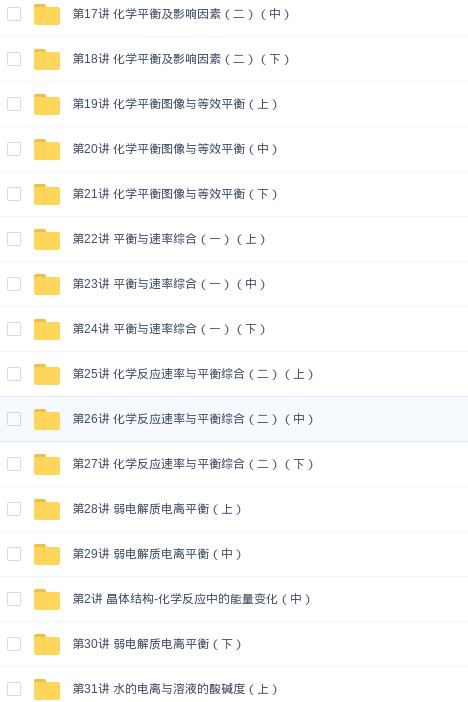 第17讲 化学平衡及影响因素（二）（中）
第18讲 化学平衡及影响因素（二）（下）
第19讲 化学平衡图像与等效平衡（上）
第20讲 化学平衡图像与等效平衡（中）
第21讲 化学平衡图像与等效平衡（下）
第22讲 平衡与速率综合（一）（上）
第23讲 平衡与速率综合（一）（中）
第24讲 平衡与速率综合（一）（下）
第25讲 化学反应速率与平衡综合（二）（上）
第26讲 化学反应速率与平衡综合（二）（中）
第27讲 化学反应速率与平衡综合（二）（下）
第28讲 弱电解质电离平衡（上）
第29讲 弱电解质电离平衡（中）
第2讲 晶体结构-化学反应中的能量变化（中）
第30讲 弱电解质电离平衡（下）
第31讲 水的电离与溶液的酸碱度（上）